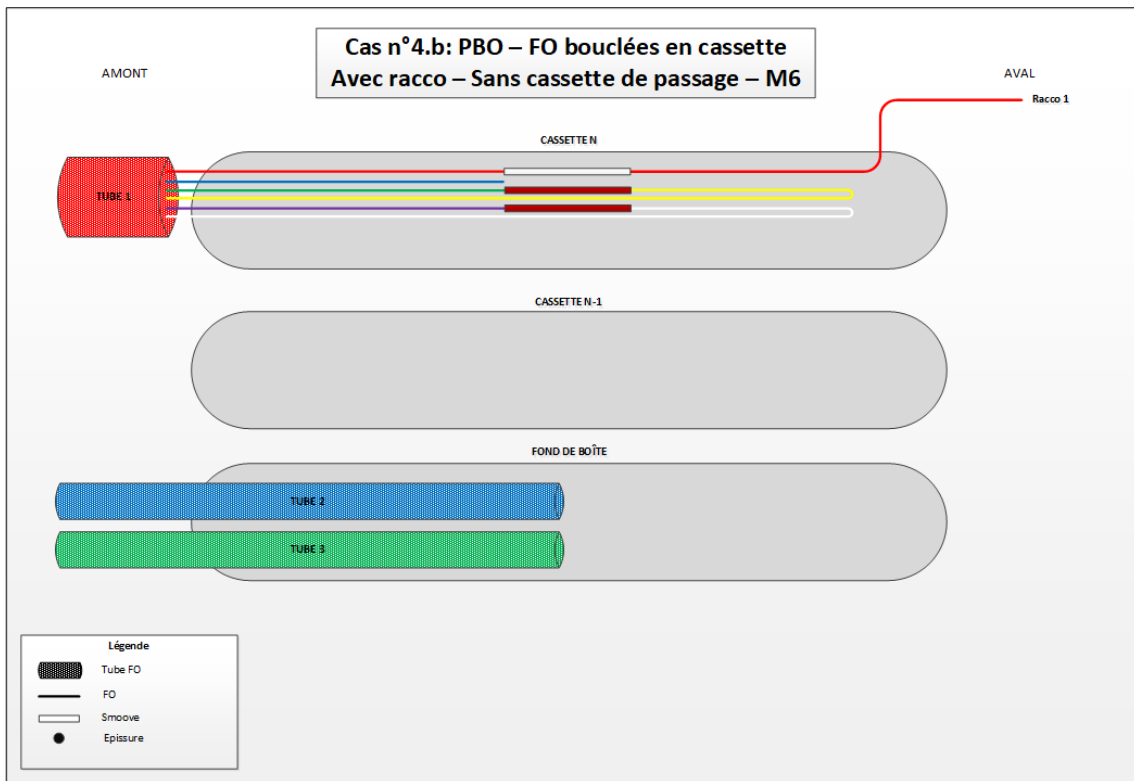 Cas n°4.b: PBO – FO bouclées en cassette
Avec racco – Sans cassette de passage – M6
AMONT
AVAL
Racco 1
CASSETTE N
TUBE 1
CASSETTE N-1
FOND DE BOÎTE
TUBE 2
TUBE 3
Légende
Tube FO
FO
Smoove
Epissure